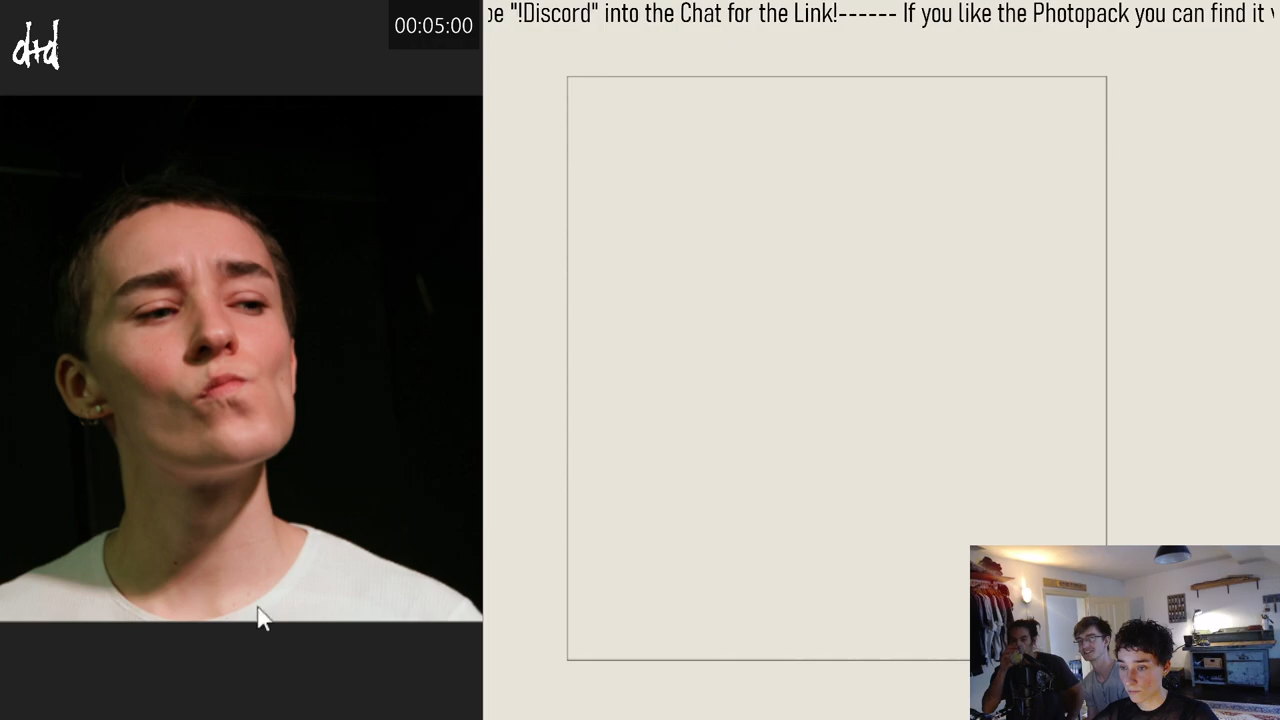 d+d
00:05:00
"!Discord" into the Chat for the Link!------ If you like the Photopack you can find it